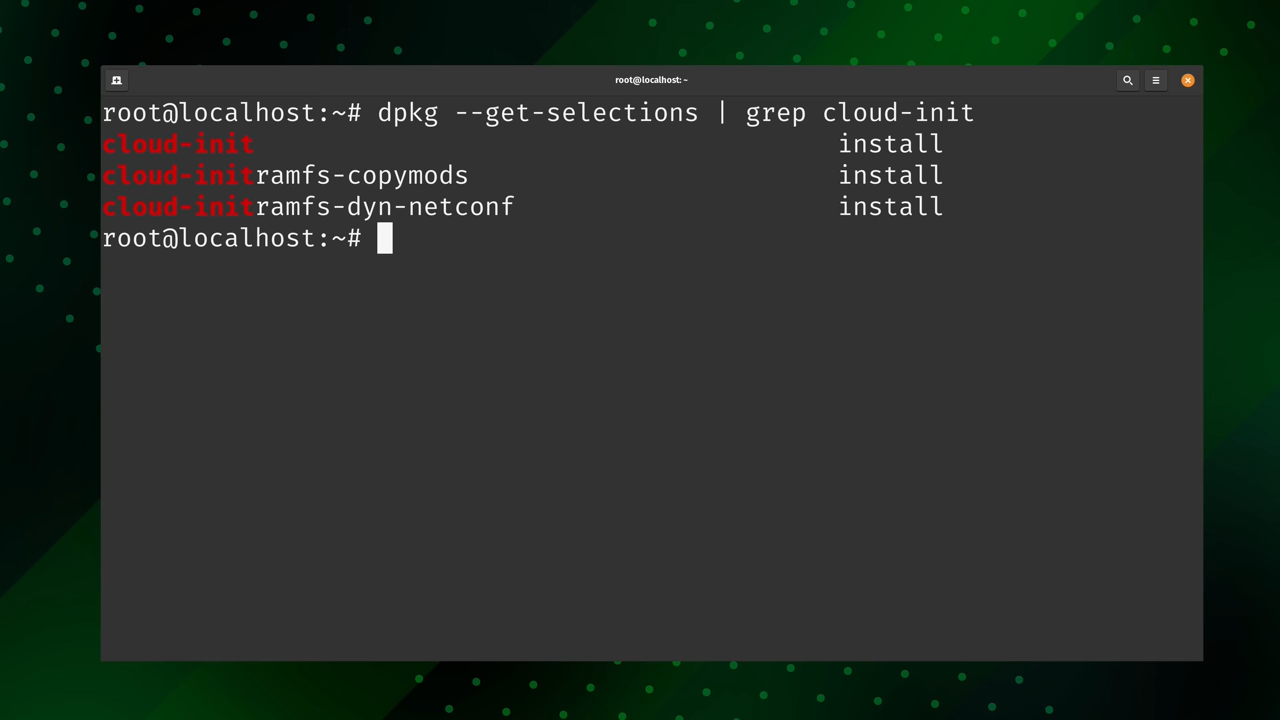 root@localhost: ~
root@localhost:~# dpkg --get-selections | grep cloud-init
cloud-init install
cloud-initramfs-copymods install
cloud-initramfs-dyn-netconf install
root@localhost:~#